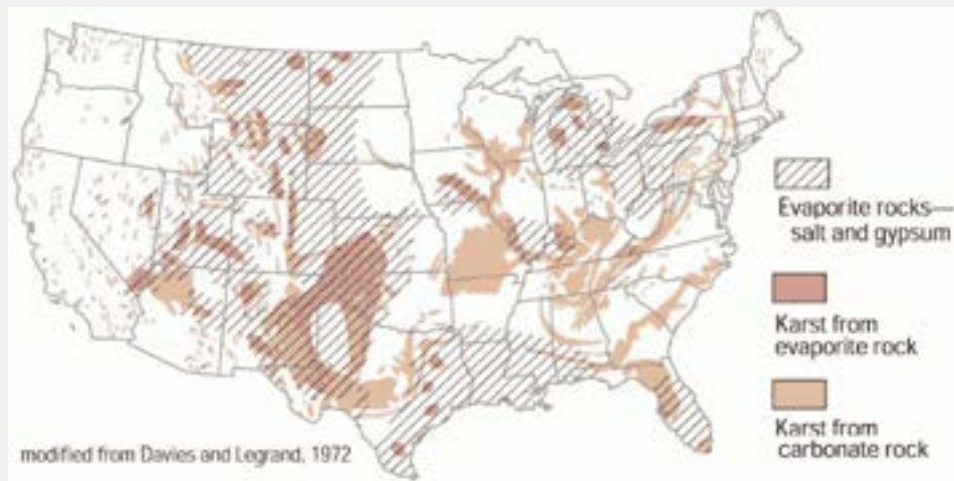 Evaporite rocks—
salt and gypsum
Karst from
evaporite rock
Karst from
carbonate rock
modified from Davies and Legrand, 1972